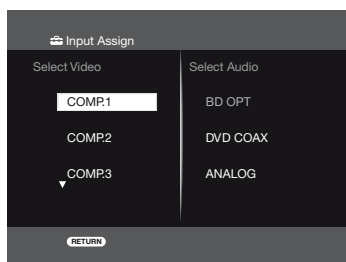 Input Assign
Select Video
Select Audio
COMP.1
BD OPT
COMP.2
DVD COAX
COMP.3
ANALOG
RETURN